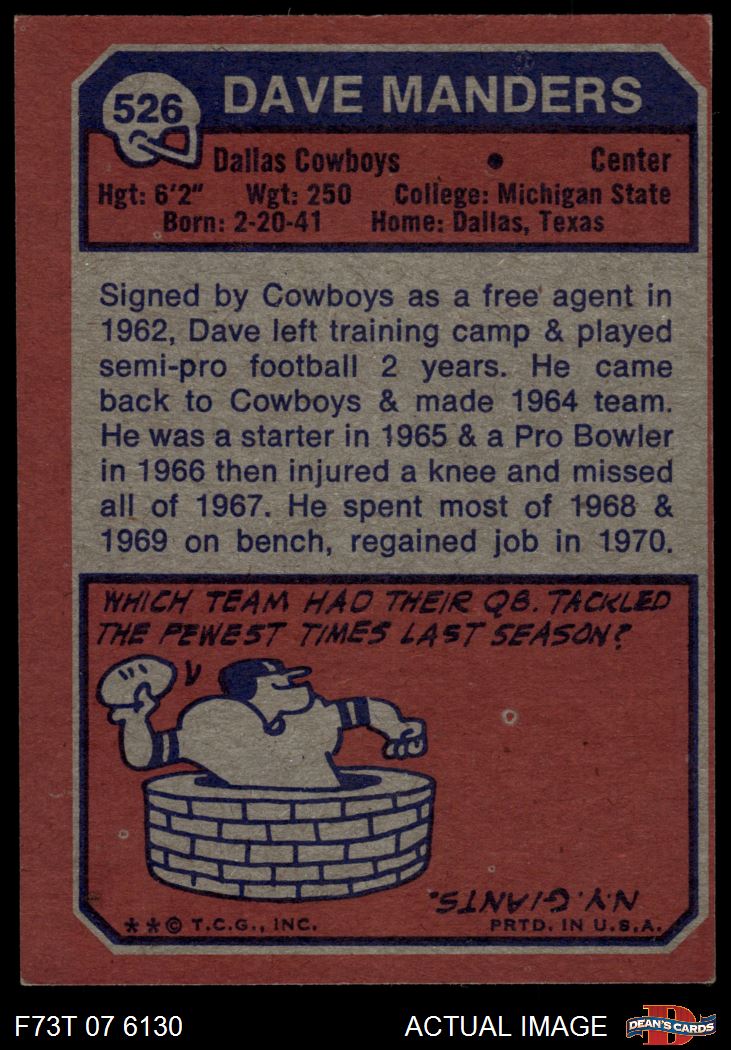 526
DAVE MANDERS
Dallas Cowboys • Center
Hgt: 6'2" Wgt: 250 College: Michigan State
Born: 2-20-41 Home: Dallas, Texas
Signed by Cowboys as a free agent in
1962, Dave left training camp & played
semi-pro football 2 years. He came
back to Cowboys & made 1964 team.
He was a starter in 1965 & a Pro Bowler
in 1966 then injured a knee and missed
all of 1967. He spent most of 1968 &
1969 on bench, regained job in 1970.
WHICH TEAM HAD THEIR QB. TACKLED
THE FEWEST TIMES LAST SEASON?
N.Y. GIANTS.
**© T.C.G., INC. PRTD. IN U.S.A.
F73T 07 6130 ACTUAL IMAGE
DEAN'S CARDS